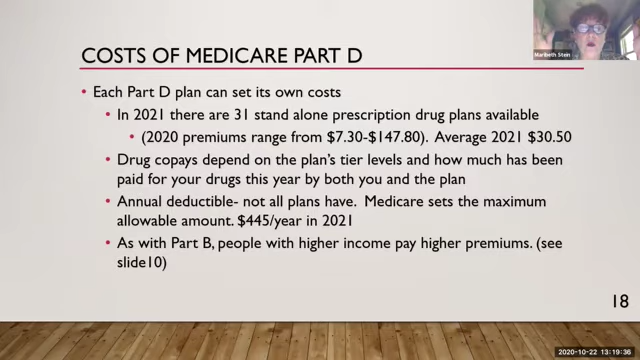 Maribeth Stein
COSTS OF MEDICARE PART D
• Each Part D plan can set its own costs
• In 2021 there are 31 stand alone prescription drug plans available
• (2020 premiums range from $7.30-$147.80). Average 2021 $30.50
• Drug copays depend on the plan's tier levels and how much has been
paid for your drugs this year by both you and the plan
• Annual deductible- not all plans have. Medicare sets the maximum
allowable amount. $445/year in 2021
• As with Part B, people with higher income pay higher premiums. (see
slide10)
18
2020-10-22 13:19:36